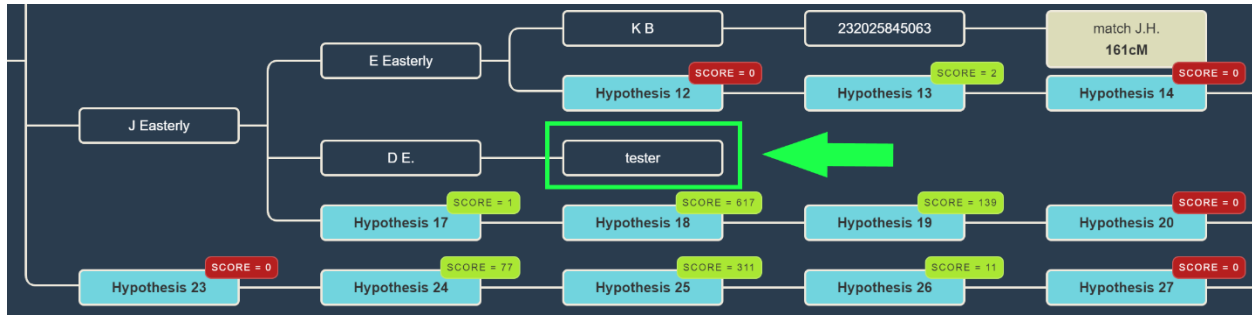 K B
232025845063
match J.H.
161cM
E Easterly
SCORE = 0
Hypothesis 12
SCORE = 2
Hypothesis 13
SCORE = 0
Hypothesis 14
J Easterly
D E.
tester
SCORE = 1
Hypothesis 17
SCORE = 617
Hypothesis 18
SCORE = 139
Hypothesis 19
SCORE = 0
Hypothesis 20
SCORE = 0
Hypothesis 23
SCORE = 77
Hypothesis 24
SCORE = 311
Hypothesis 25
SCORE = 11
Hypothesis 26
SCORE = 0
Hypothesis 27